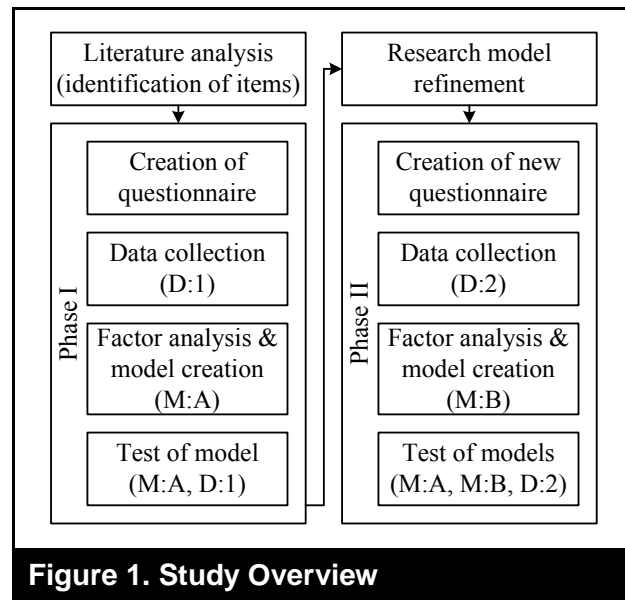 Literature analysis
(identification of items)
Phase I
Creation of
questionnaire
Data collection
(D:1)
Factor analysis &
model creation
(M:A)
Test of model
(M:A, D:1)
Research model
refinement
Phase II
Creation of new
questionnaire
Data collection
(D:2)
Factor analysis &
model creation
(M:B)
Test of models
(M:A, M:B, D:2)
Figure 1. Study Overview